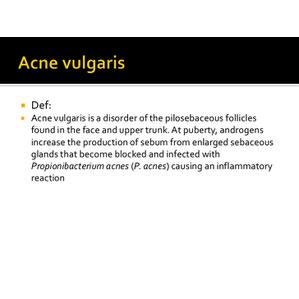 Acne vulgaris
Def:
Acne vulgaris is a disorder of the pilosebaceous follicles
found in the face and upper trunk. At puberty, androgens
increase the production of sebum from enlarged sebaceous
glands that become blocked and infected with
Propionibacterium acnes (P. acnes) causing an inflammatory
reaction